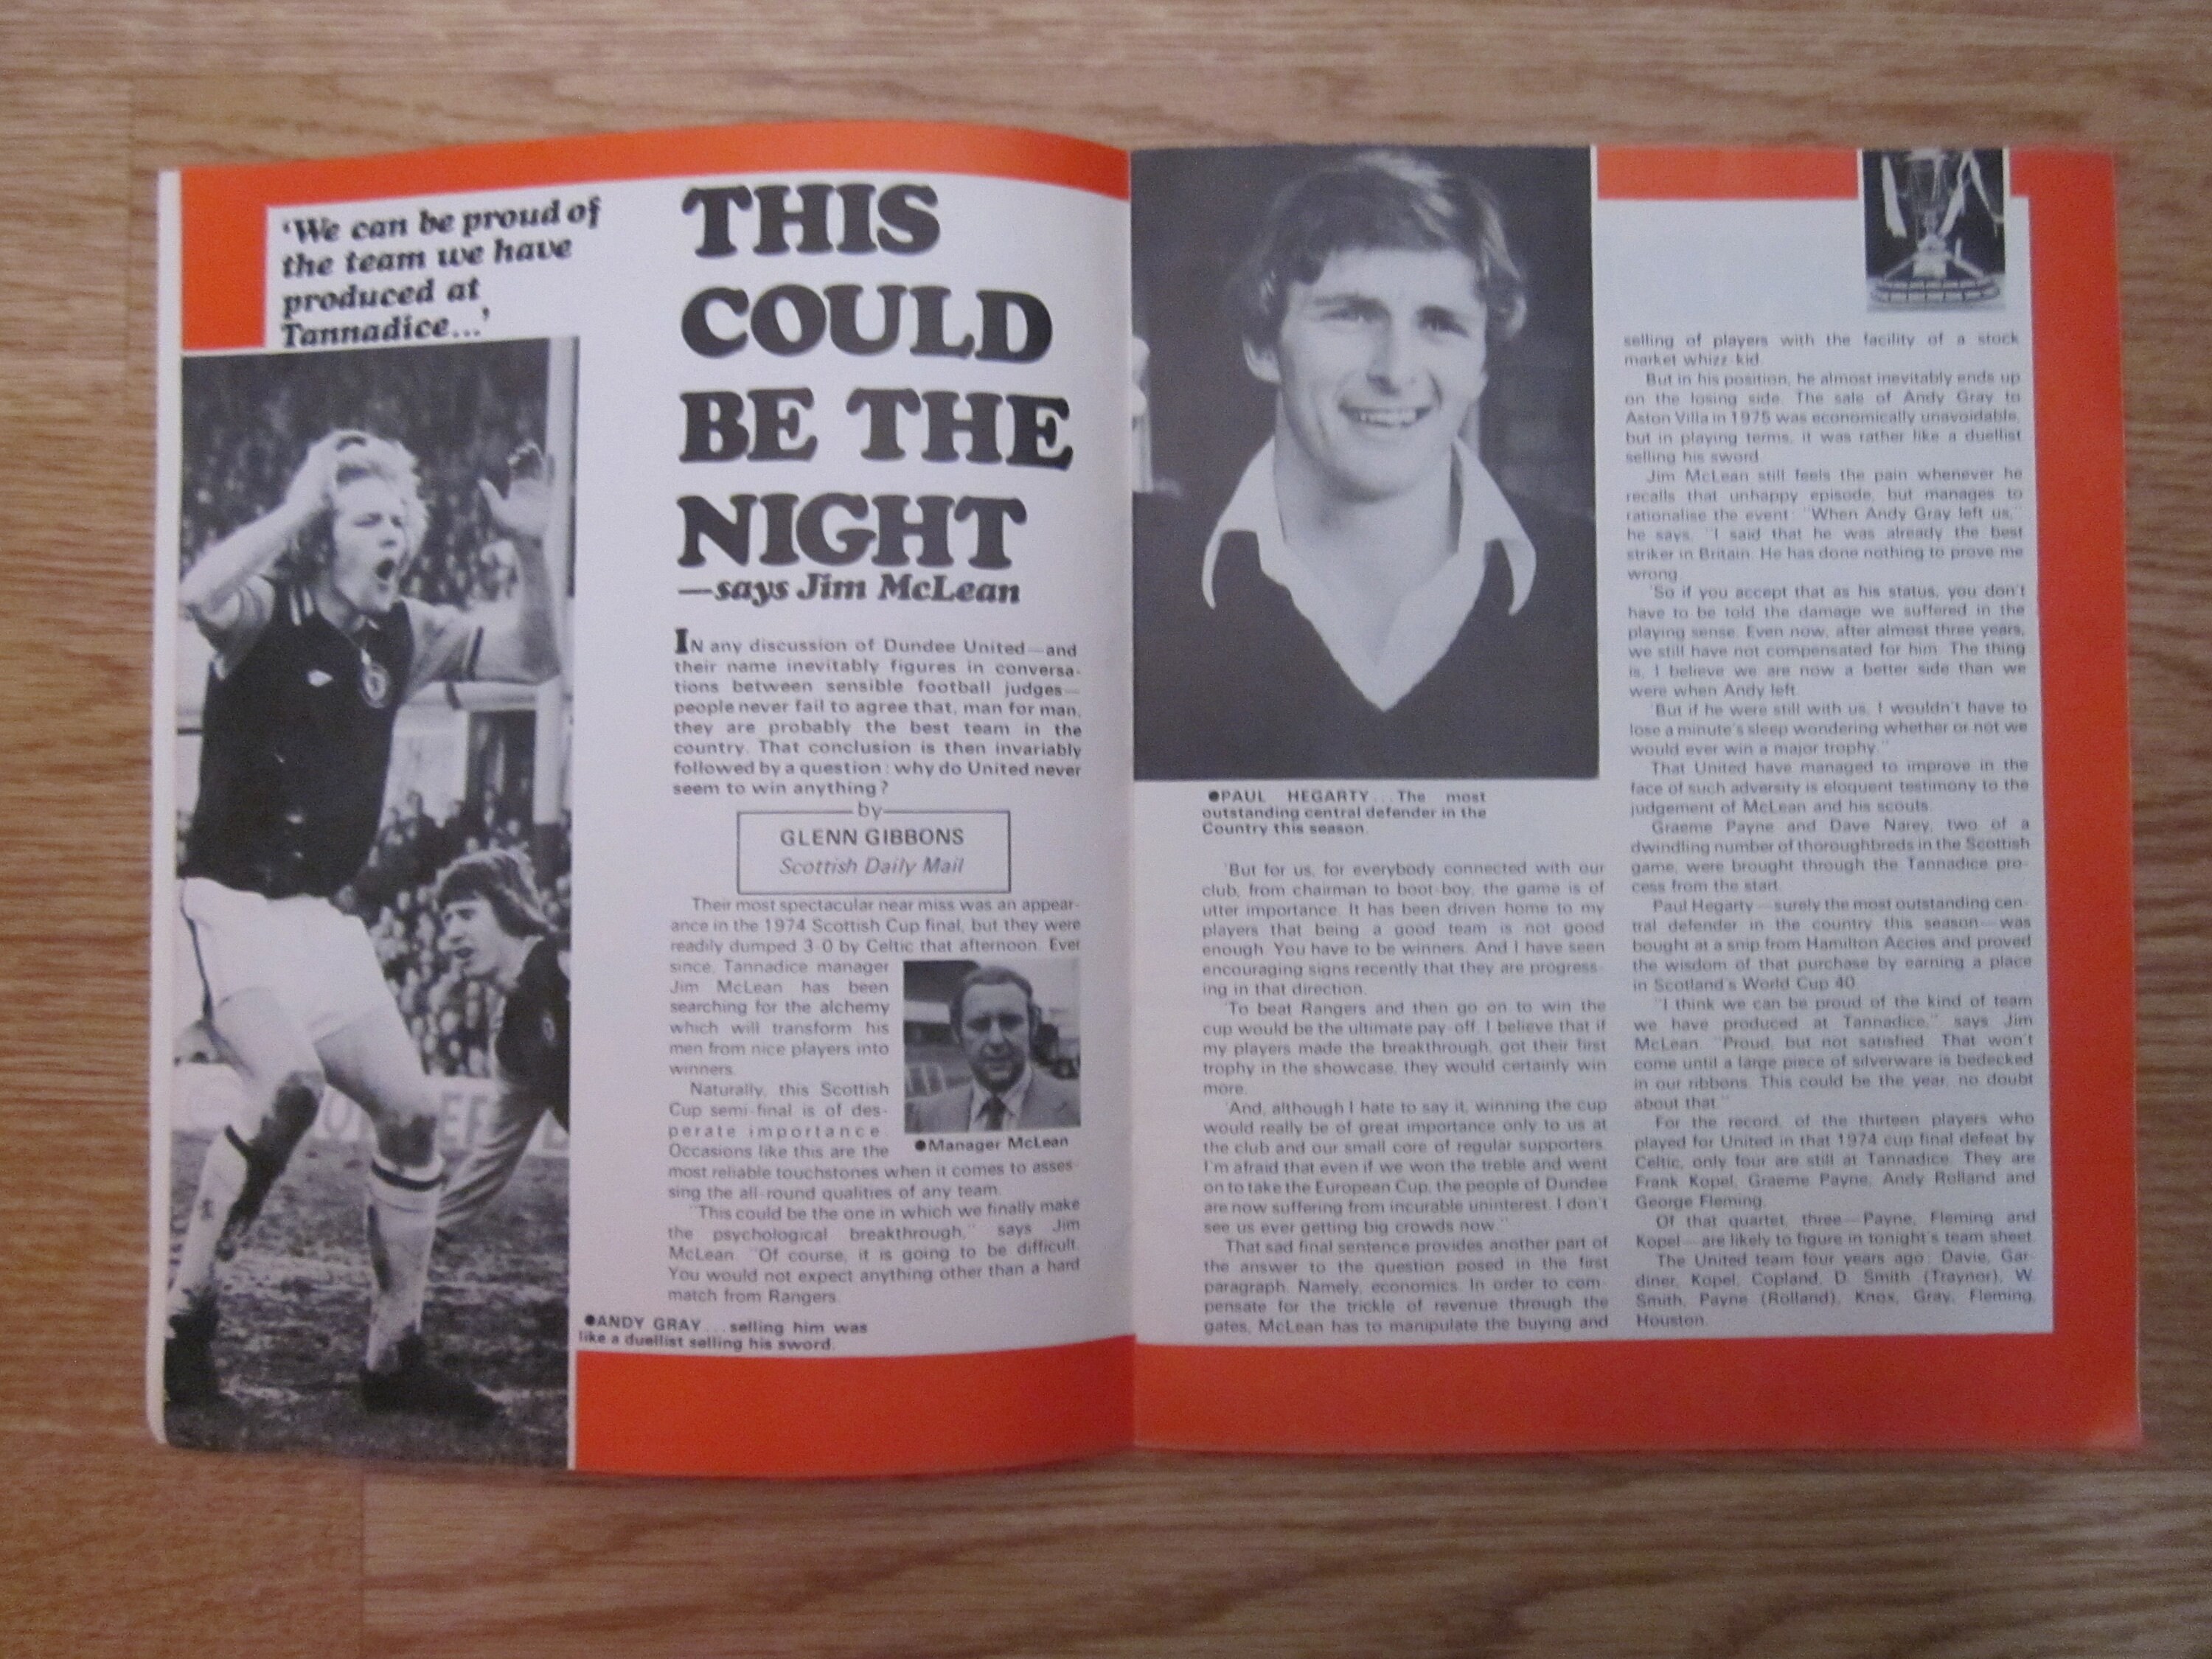 ‘We can be proud of
the team we have
produced at
Tannadice...’
THIS
COULD
BE THE
NIGHT
—says Jim McLean
IN any discussion of Dundee United—and
their name inevitably figures in conversa-
tions between sensible football judges—
people never fail to agree that, man for man,
they are probably the best team in the
country. That conclusion is then invariably
followed by a question: why do United never
seem to win anything?
by
GLENN GIBBONS
Scottish Daily Mail
Their most spectacular near miss was an appear-
ance in the 1974 Scottish Cup final, but they were
readily dumped 3-0 by Celtic that afternoon. Ever
since, Tannadice manager
Jim McLean has been
searching for the alchemy
which will transform his
men from nice players into
winners.
Naturally, this Scottish
Cup semi-final is of des-
perate importance.
Occasions like this are the
most reliable touchstones when it comes to asses-
sing the all-round qualities of any team.
"This could be the one in which we finally make
the psychological breakthrough," says Jim
McLean. "Of course, it is going to be difficult.
You would not expect anything other than a hard
match from Rangers.
●Manager McLean
●ANDY GRAY...selling him was
like a duellist selling his sword.
●PAUL HEGARTY...The most
outstanding central defender in the
Country this season.
"But for us, for everybody connected with our
club, from chairman to boot-boy, the game is of
utter importance. It has been driven home to my
players that being a good team is not good
enough. You have to be winners. And I have seen
encouraging signs recently that they are progress-
ing in that direction.
"To beat Rangers and then go on to win the
cup would be the ultimate pay-off. I believe that if
my players made the breakthrough, got their first
trophy in the showcase, they would certainly win
more.
"And, although I hate to say it, winning the cup
would really be of great importance only to us at
the club and our small core of regular supporters.
I'm afraid that even if we won the treble and went
on to take the European Cup, the people of Dundee
are now suffering from incurable uninterest. I don't
see us ever getting big crowds now."
That sad final sentence provides another part of
the answer to the question posed in the first
paragraph. Namely, economics. In order to com-
pensate for the trickle of revenue through the
gates, McLean has to manipulate the buying and
selling of players with the facility of a stock
market whizz-kid.
But in his position, he almost inevitably ends up
on the losing side. The sale of Andy Gray to
Aston Villa in 1975 was economically unavoidable,
but in playing terms, it was rather like a duellist
selling his sword.
Jim McLean still feels the pain whenever he
recalls that unhappy episode, but manages to
rationalise the event: "When Andy Gray left us,"
he says, "I said that he was already the best
striker in Britain. He has done nothing to prove me
wrong.
"So if you accept that as his status, you don't
have to be told the damage we suffered in the
playing sense. Even now, after almost three years,
we still have not compensated for him. The thing
is, I believe we are now a better side than we
were when Andy left.
"But if he were still with us, I wouldn't have to
lose a minute's sleep wondering whether or not we
would ever win a major trophy."
That United have managed to improve in the
face of such adversity is eloquent testimony to the
judgement of McLean and his scouts.
Graeme Payne and Dave Narey, two of a
dwindling number of thoroughbreds in the Scottish
game, were brought through the Tannadice pro-
cess from the start.
Paul Hegarty—surely the most outstanding cen-
tral defender in the country this season—was
bought at a snip from Hamilton Accies and proved
the wisdom of that purchase by earning a place
in Scotland's World Cup 40.
"I think we can be proud of the kind of team
we have produced at Tannadice," says Jim
McLean. "Proud, but not satisfied. That won't
come until a large piece of silverware is bedecked
in our ribbons. This could be the year, no doubt
about that."
For the record, of the thirteen players who
played for United in that 1974 cup final defeat by
Celtic, only four are still at Tannadice. They are
Frank Kopel, Graeme Payne, Andy Rolland and
George Fleming.
Of that quartet, three—Payne, Fleming and
Kopel—are likely to figure in tonight's team sheet.
The United team four years ago: Davie, Gar-
diner, Kopel, Copland, D. Smith (Traynor), W.
Smith, Payne (Rolland), Knox, Gray, Fleming,
Houston.